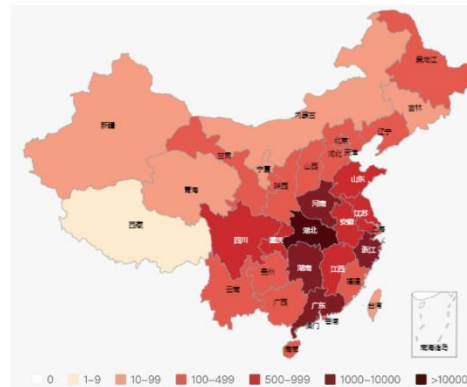 黑龙江
吉林
内蒙古
新疆
辽宁
北京
天津
河北
甘肃
宁夏
山西
山东
青海
陕西
河南
江苏
西藏
安徽
上海
四川
重庆
湖北
浙江
湖南
江西
贵州
福建
云南
台湾
广西
广东
香港
澳门
海南
南海诸岛
0 1-9 10-99 100-499 500-999 1000-10000 >10000